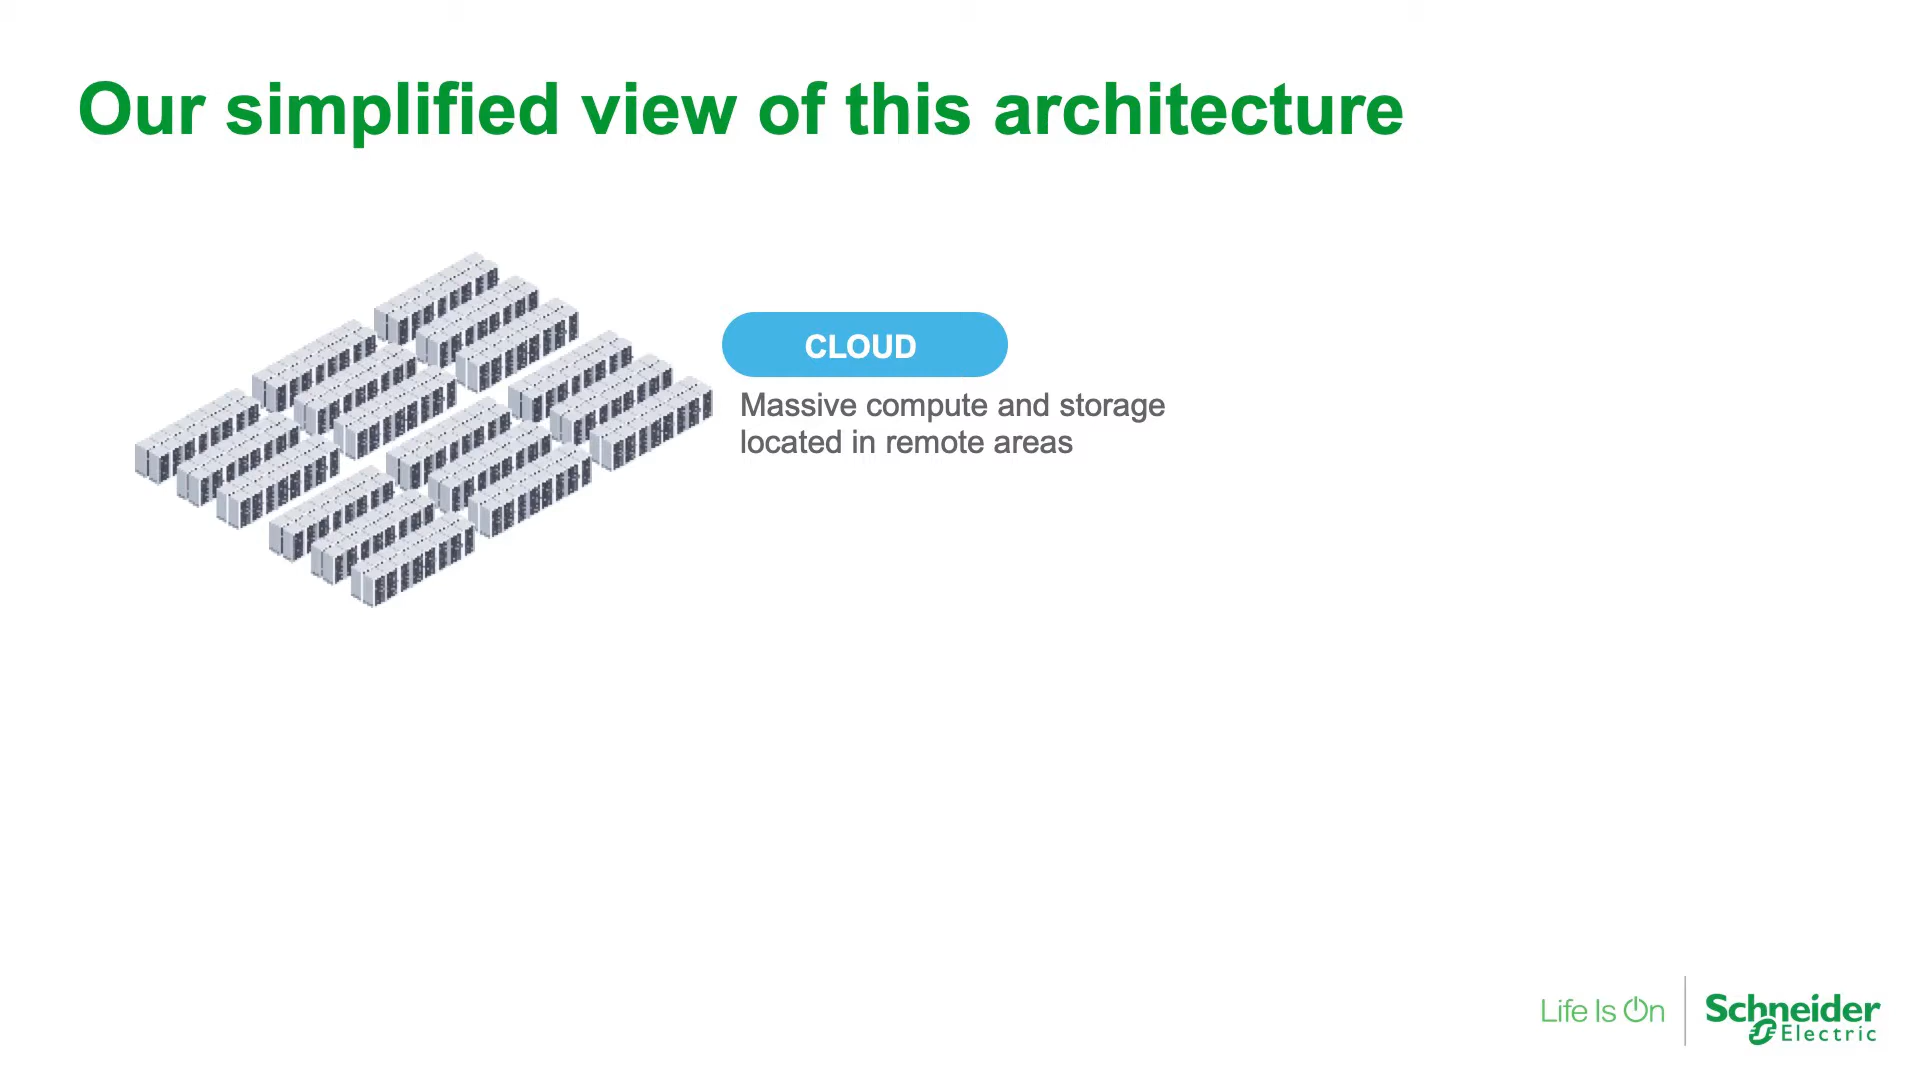 Our simplified view of this architecture
CLOUD
Massive compute and storage
located in remote areas
Life Is On
Schneider
Electric